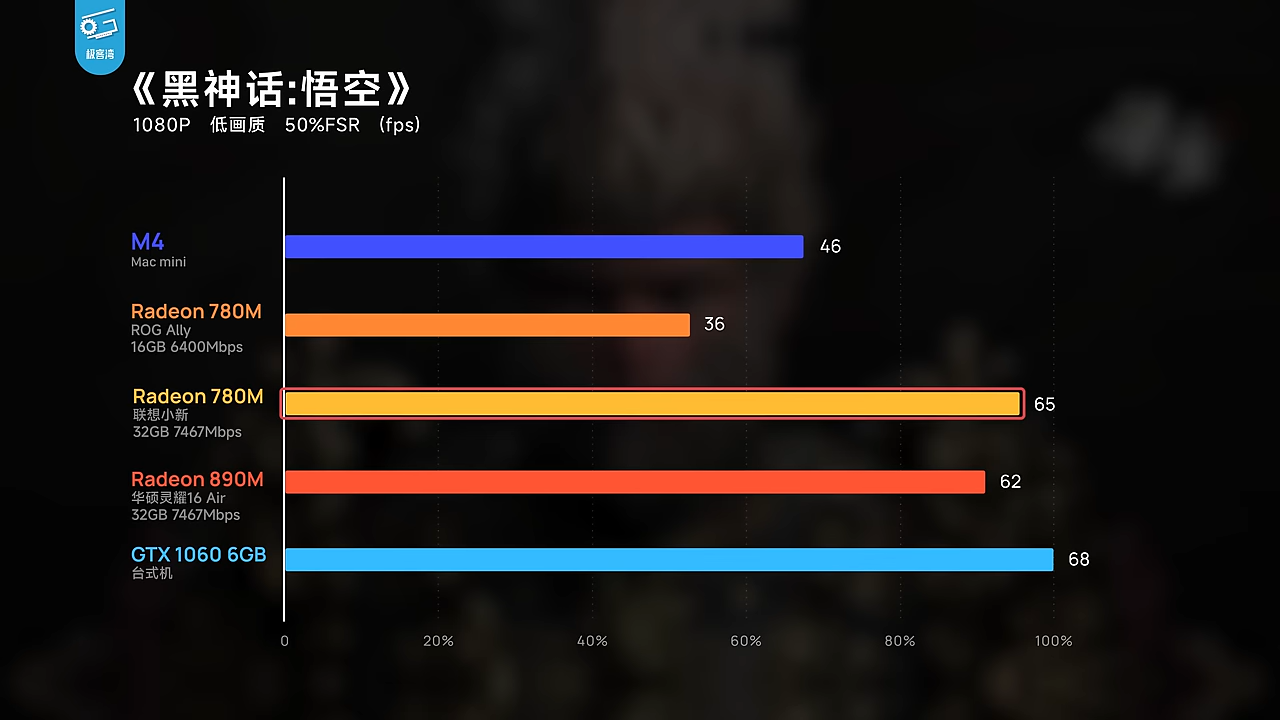 极客湾
《黑神话:悟空》
1080P 低画质 50%FSR (fps)
M4
Mac mini
46
Radeon 780M
ROG Ally
16GB 6400Mbps
36
Radeon 780M
联想小新
32GB 7467Mbps
65
Radeon 890M
华硕灵耀16 Air
32GB 7467Mbps
62
GTX 1060 6GB
台式机
68
0 20% 40% 60% 80% 100%